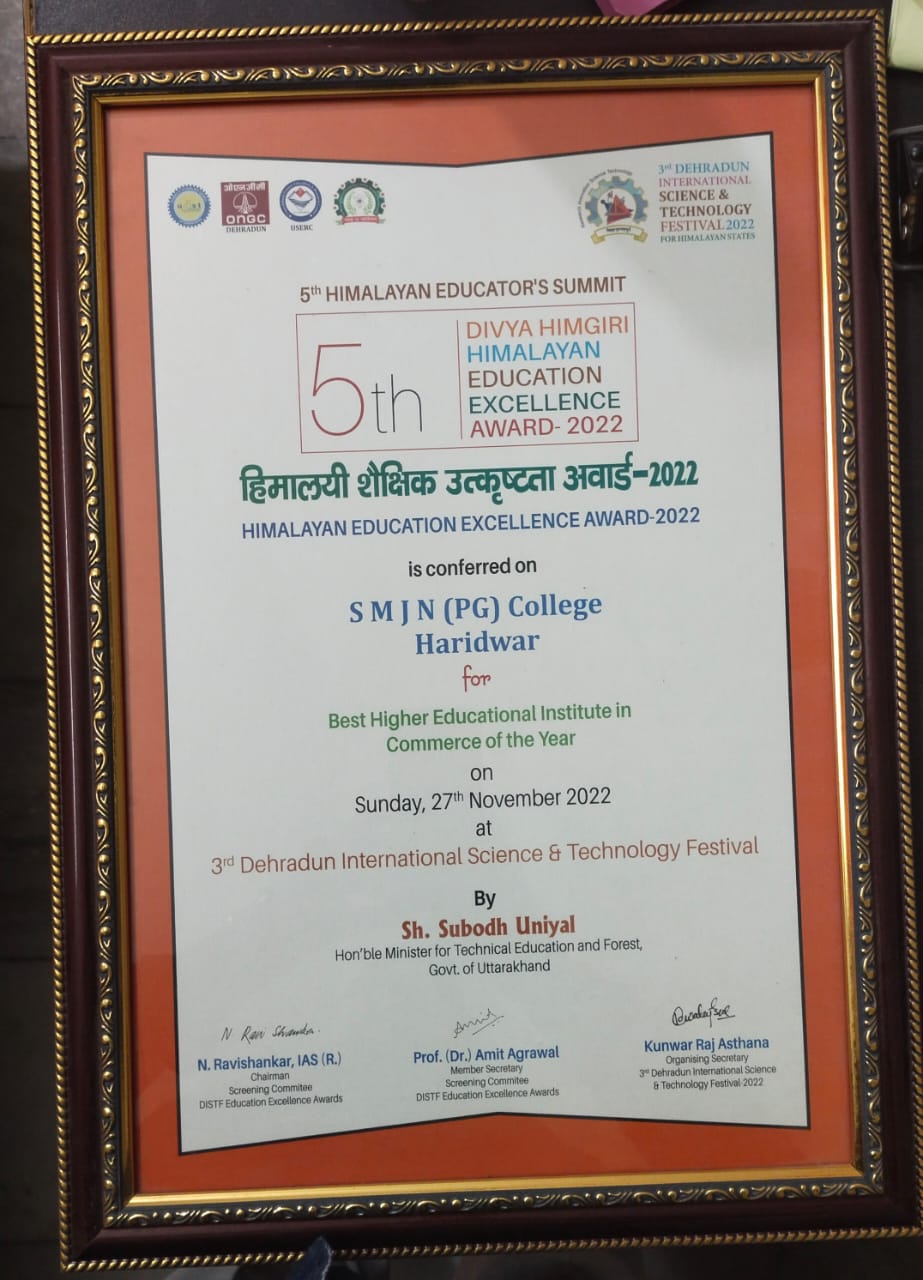 ओएनजीसी
ONGC
DEHRADUN
USERC
3rd DEHRADUN
INTERNATIONAL
SCIENCE &
TECHNOLOGY
FESTIVAL 2022
FOR HIMALAYAN STATES
5th HIMALAYAN EDUCATOR'S SUMMIT
5th
DIVYA HIMGIRI
HIMALAYAN
EDUCATION
EXCELLENCE
AWARD- 2022
हिमालयी शैक्षिक उत्कृष्टता अवार्ड-2022
HIMALAYAN EDUCATION EXCELLENCE AWARD-2022
is conferred on
S M J N (PG) College
Haridwar
for
Best Higher Educational Institute in
Commerce of the Year
on
Sunday, 27th November 2022
at
3rd Dehradun International Science & Technology Festival
By
Sh. Subodh Uniyal
Hon'ble Minister for Technical Education and Forest,
Govt. of Uttarakhand
N Ravi Shankar
N. Ravishankar, IAS (R.)
Chairman
Screening Commitee
DISTF Education Excellence Awards
Amit
Prof. (Dr.) Amit Agrawal
Member Secretary
Screening Commitee
DISTF Education Excellence Awards
Kunwar Raj Asthana
Organising Secretary
3rd Dehradun International Science
& Technology Festival-2022